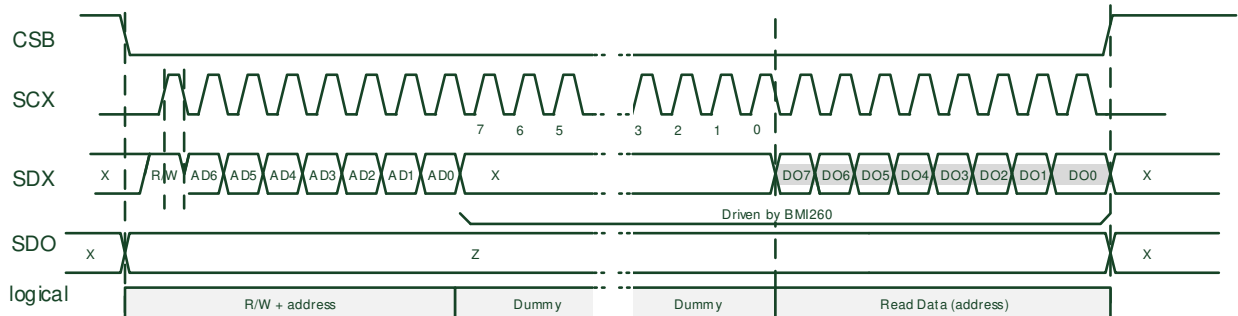 CSB
SCX
7 6 5 3 2 1 0
SDX X R/W AD6 AD5 AD4 AD3 AD2 AD1 AD0 X DO7 DO6 DO5 DO4 DO3 DO2 DO1 DO0 X
Driven by BMI260
SDO X Z X
logical R/W + address Dummy Dummy Read Data (address)